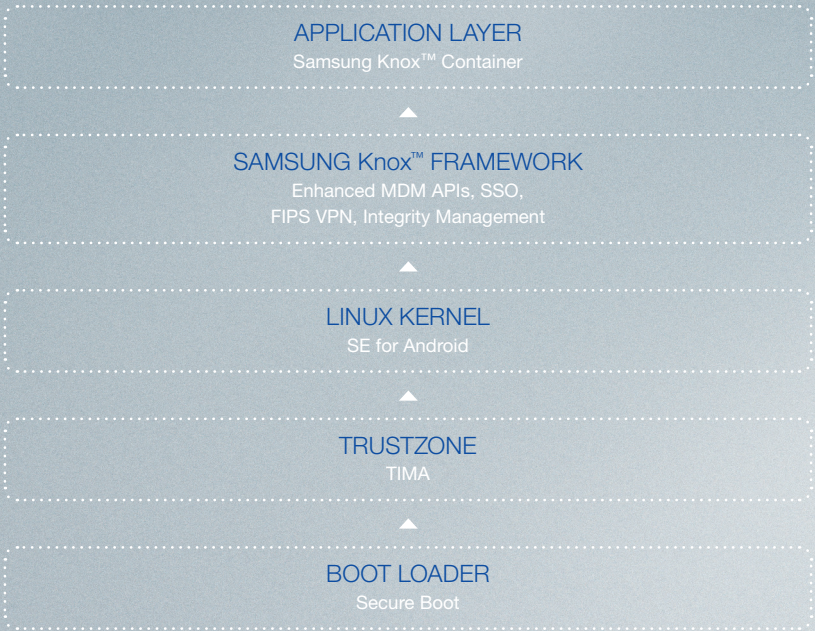 APPLICATION LAYER
Samsung Knox™ Container
SAMSUNG Knox™ FRAMEWORK
Enhanced MDM APIs, SSO,
FIPS VPN, Integrity Management
LINUX KERNEL
SE for Android
TRUSTZONE
TIMA
BOOT LOADER
Secure Boot